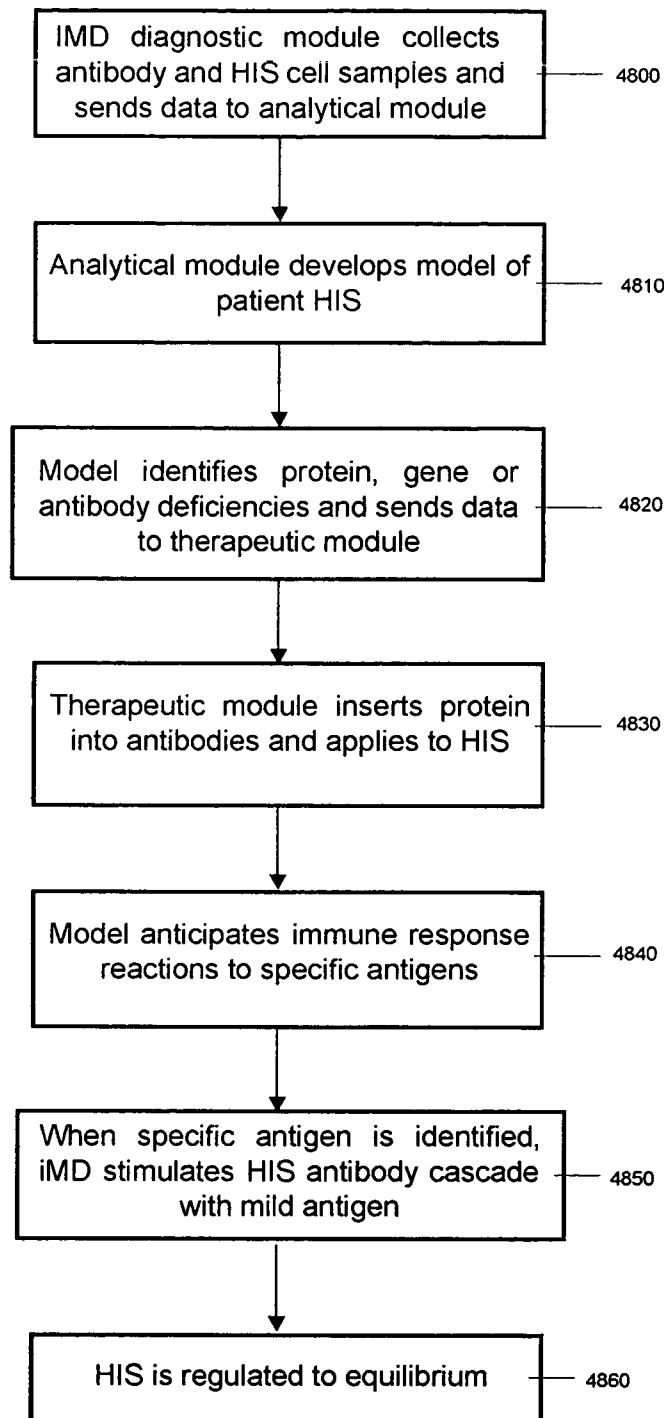 IMD diagnostic module collects
antibody and HIS cell samples and
sends data to analytical module
4800
Analytical module develops model of
patient HIS
4810
Model identifies protein, gene or
antibody deficiencies and sends data
to therapeutic module
4820
Therapeutic module inserts protein
into antibodies and applies to HIS
4830
Model anticipates immune response
reactions to specific antigens
4840
When specific antigen is identified,
iMD stimulates HIS antibody cascade
with mild antigen
4850
HIS is regulated to equilibrium
4860